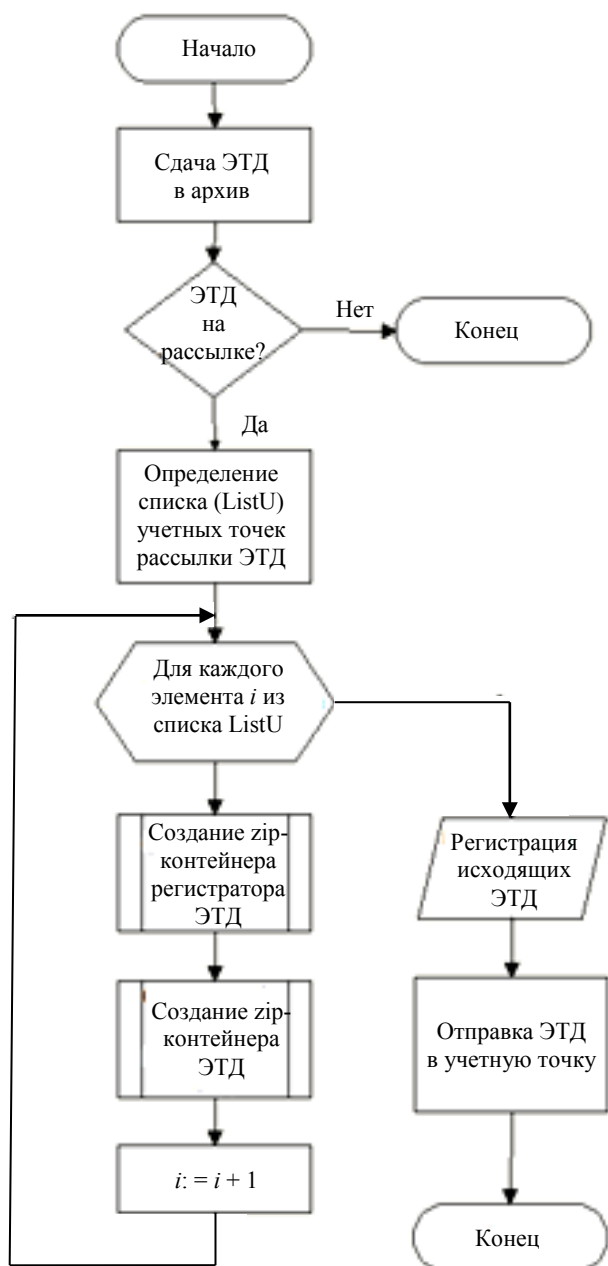 Начало
Сдача ЭТД
в архив
ЭТД
на
рассылке?
Нет
Конец
Да
Определение
списка (ListU)
учетных точек
рассылки ЭТД
Для каждого
элемента i из
списка ListU
Создание zip-
контейнера
регистратора
ЭТД
Создание zip-
контейнера
ЭТД
i: = i + 1
Регистрация
исходящих
ЭТД
Отправка ЭТД
в учетную точку
Конец